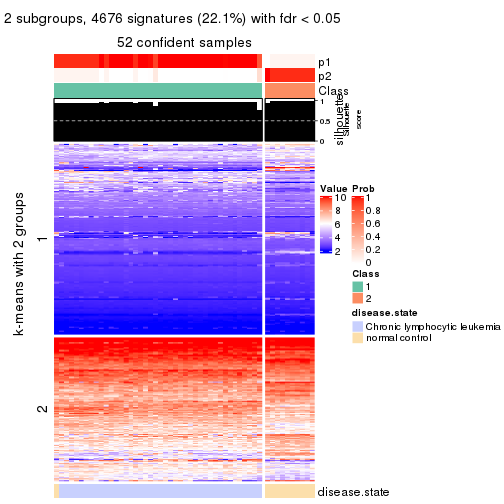 2 subgroups, 4676 signatures (22.1%) with fdr < 0.05
52 confident samples
p1
p2
Class
silhouette
Silhouette
score
1
0.5
0
k-means with 2 groups
1
2
Value
10
8
6
4
2
Prob
1
0.8
0.6
0.4
0.2
0
Class
1
2
disease.state
Chronic lymphocytic leukemia
normal control
disease.state